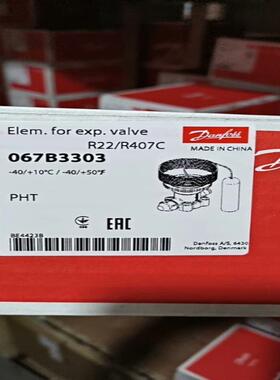 Elem. for exp. valve
R22/R407C
067B3303
-40/+10°C / -40/+50°F
PHT
Danfoss
MADE IN CHINA
EAC
BE4423B
Danfoss A/S, 6430
Nordborg, Denmark